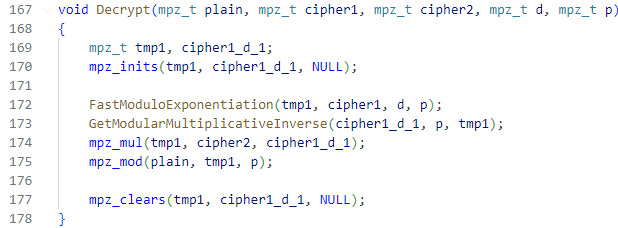 167 void Decrypt(mpz_t plain, mpz_t cipher1, mpz_t cipher2, mpz_t d, mpz_t p)
168 {
169     mpz_t tmp1, cipher1_d_1;
170     mpz_inits(tmp1, cipher1_d_1, NULL);
171
172     FastModuloExponentiation(tmp1, cipher1, d, p);
173     GetModularMultiplicativeInverse(cipher1_d_1, p, tmp1);
174     mpz_mul(tmp1, cipher2, cipher1_d_1);
175     mpz_mod(plain, tmp1, p);
176
177     mpz_clears(tmp1, cipher1_d_1, NULL);
178 }